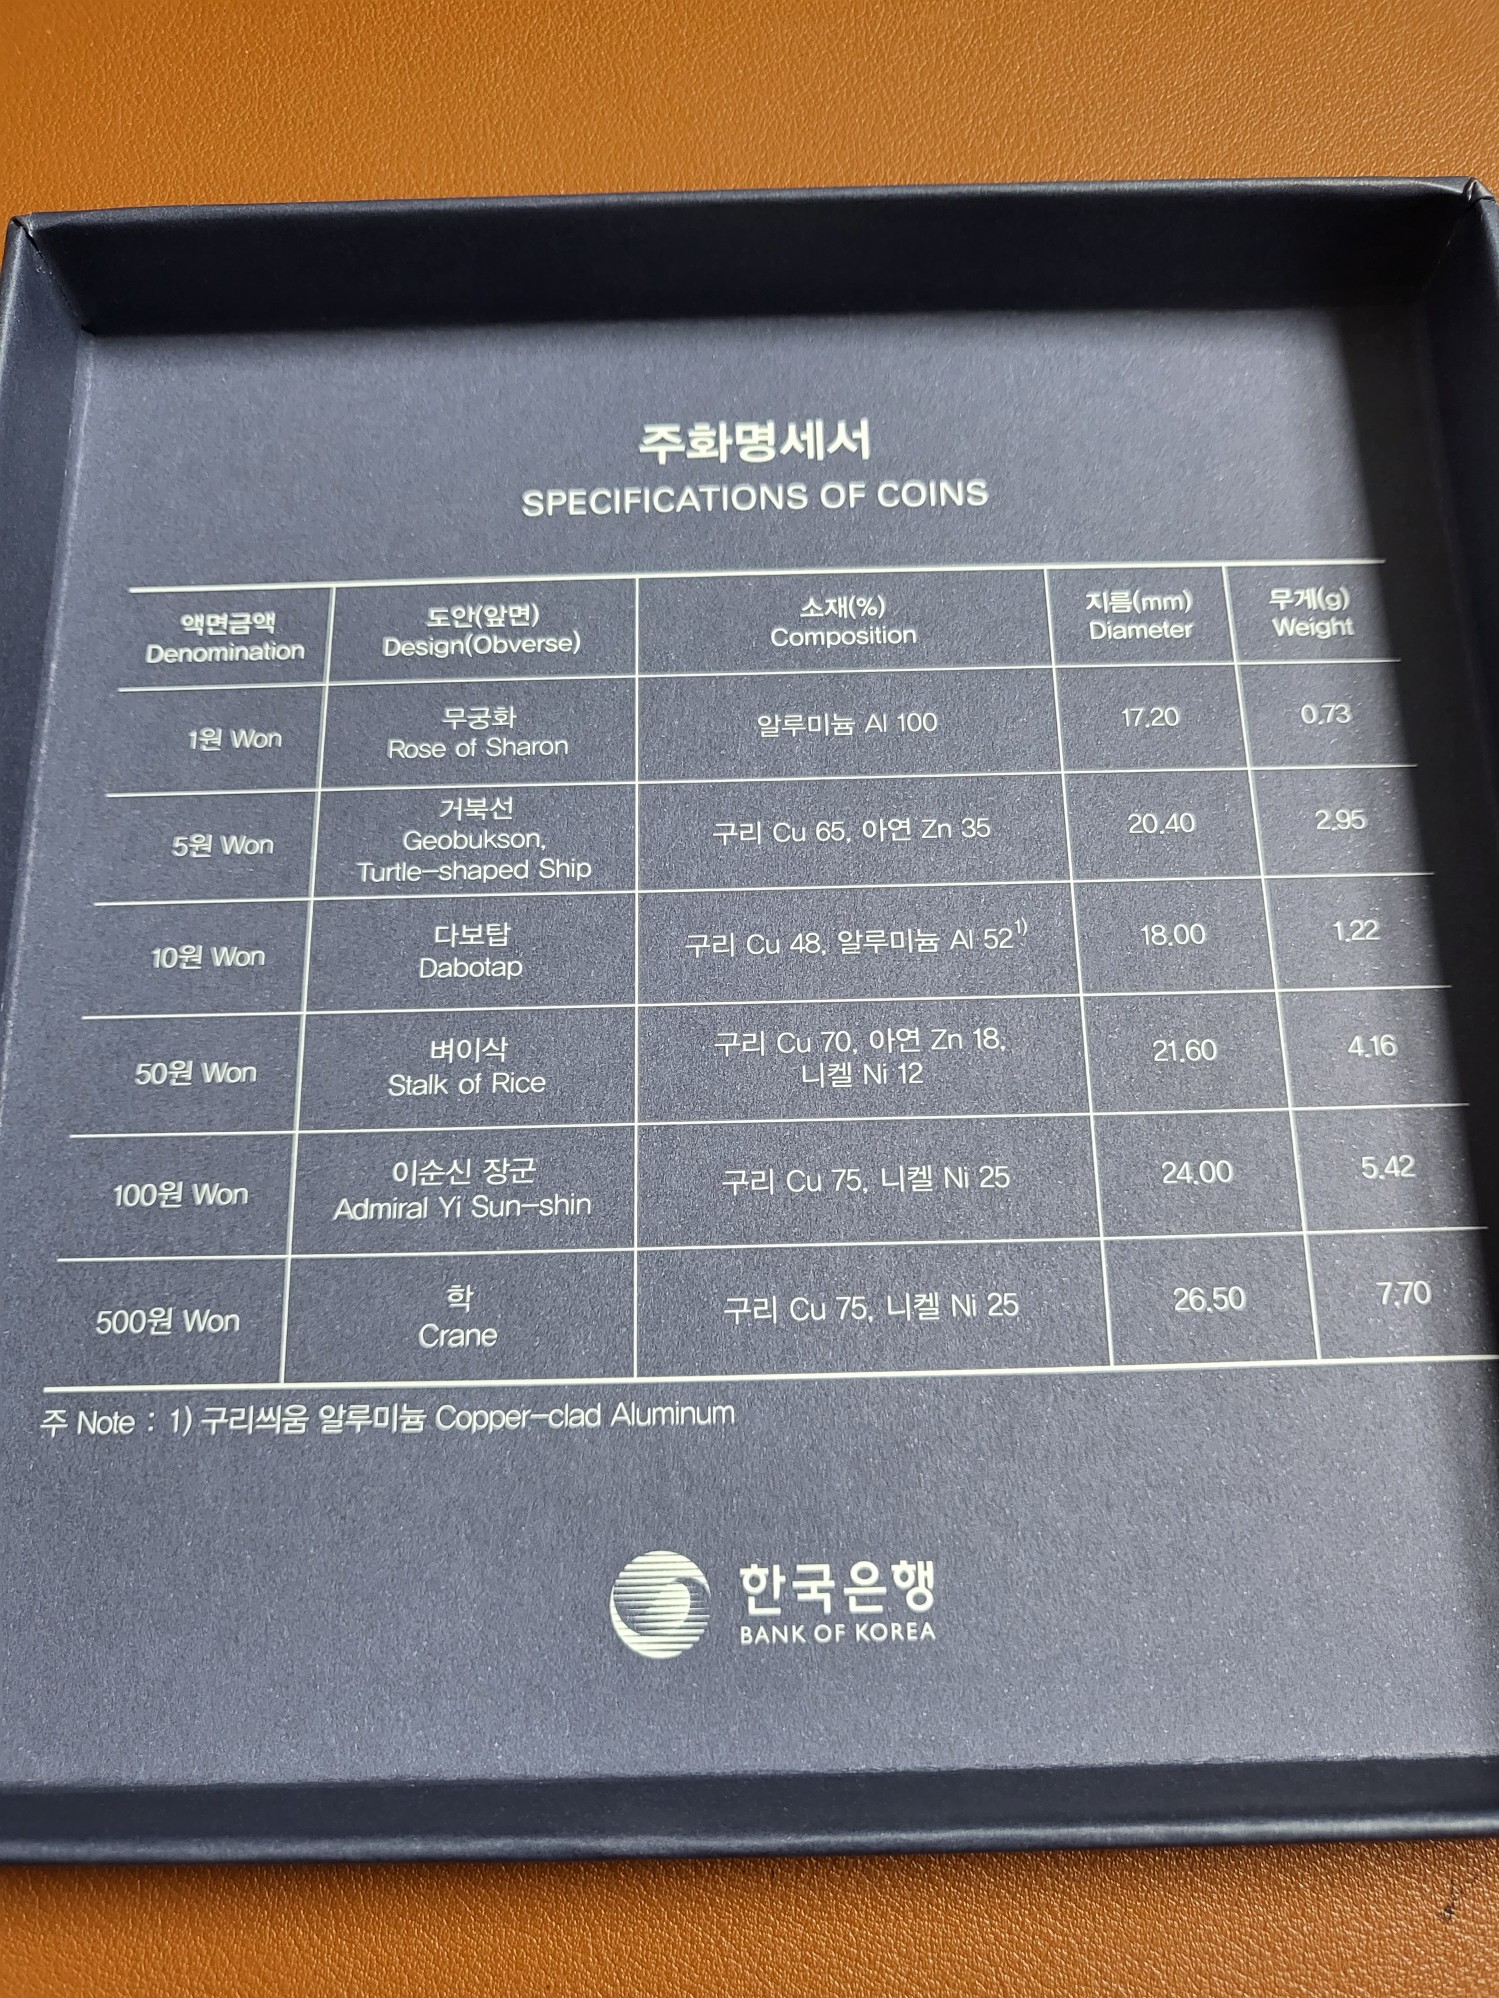 주화명세서
SPECIFICATIONS OF COINS
액면금액 도안(앞면) 소재(%) 지름(mm) 무게(g)
Denomination Design(Obverse) Composition Diameter Weight
1원 Won 무궁화 알루미늄 Al 100 17.20 0.73
Rose of Sharon
5원 Won 거북선 구리 Cu 65, 아연 Zn 35 20.40 2.95
Geobukson,
Turtle-shaped Ship
10원 Won 다보탑 구리 Cu 48, 알루미늄 Al 52¹⁾ 18.00 1.22
Dabotap
50원 Won 벼이삭 구리 Cu 70, 아연 Zn 18, 21.60 4.16
Stalk of Rice 니켈 Ni 12
100원 Won 이순신 장군 구리 Cu 75, 니켈 Ni 25 24.00 5.42
Admiral Yi Sun-shin
500원 Won 학 구리 Cu 75, 니켈 Ni 25 26.50 7.70
Crane
주 Note : 1) 구리씌움 알루미늄 Copper-clad Aluminum
한국은행
BANK OF KOREA